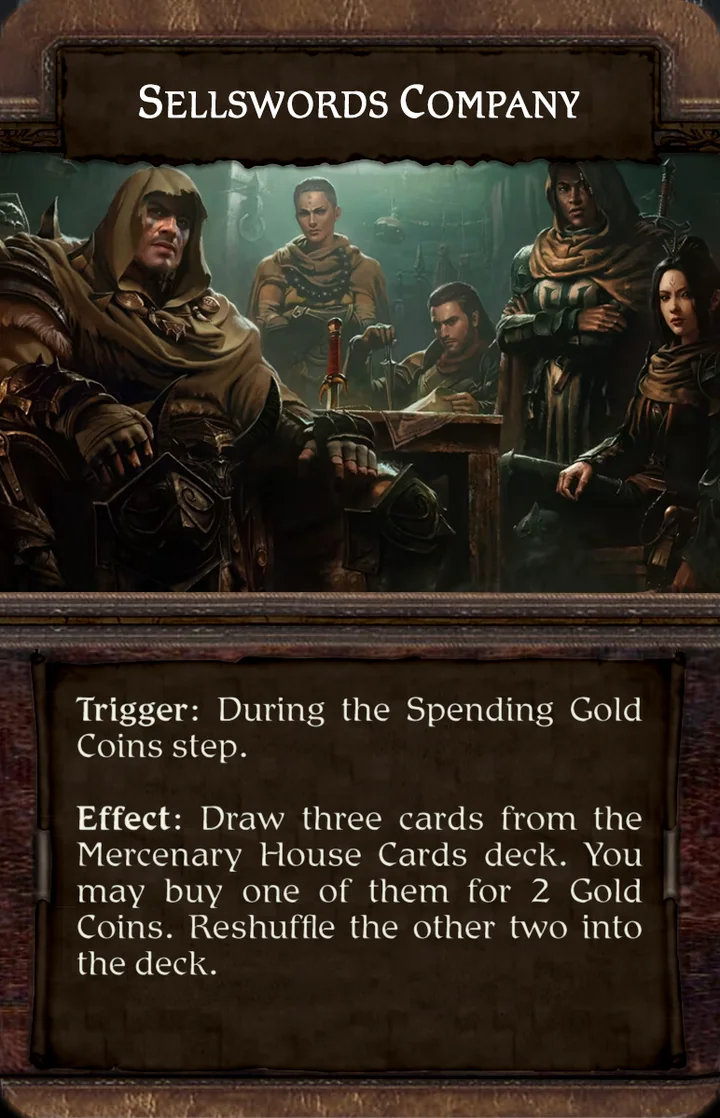 Sellswords Company
Trigger: During the Spending Gold
Coins step.
Effect: Draw three cards from the
Mercenary House Cards deck. You
may buy one of them for 2 Gold
Coins. Reshuffle the other two into
the deck.